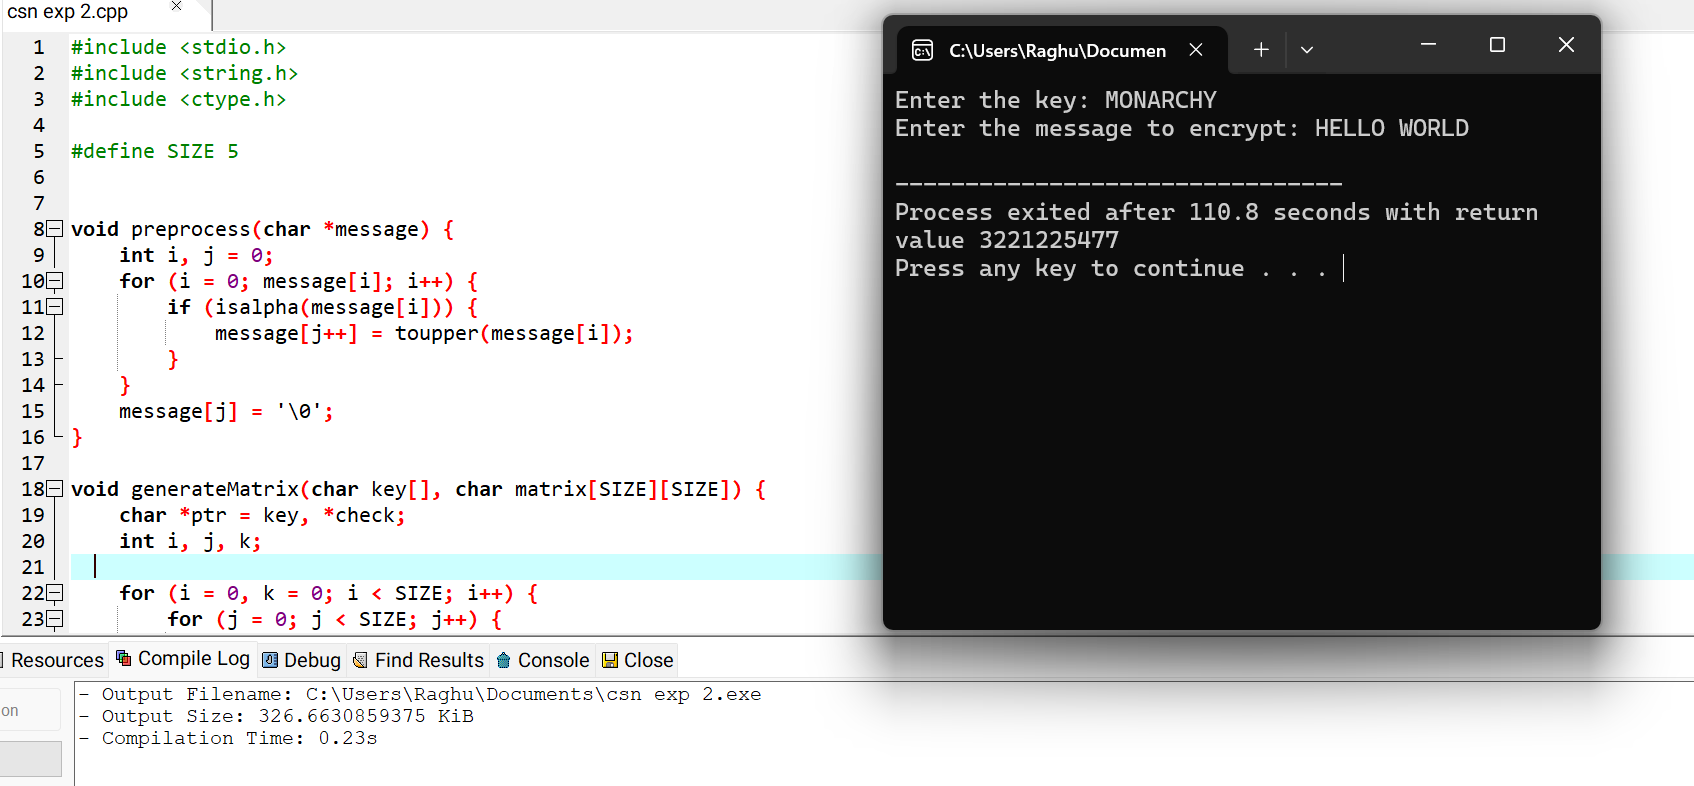 csn exp 2.cpp
1 #include <stdio.h>
2 #include <string.h>
3 #include <ctype.h>
4
5 #define SIZE 5
6
7
8 void preprocess(char *message) {
9 int i, j = 0;
10 for (i = 0; message[i]; i++) {
11 if (isalpha(message[i])) {
12 message[j++] = toupper(message[i]);
13 }
14 }
15 message[j] = '\0';
16 }
17
18 void generateMatrix(char key[], char matrix[SIZE][SIZE]) {
19 char *ptr = key, *check;
20 int i, j, k;
21
22 for (i = 0, k = 0; i < SIZE; i++) {
23 for (j = 0; j < SIZE; j++) {
C:\Users\Raghu\Documen
Enter the key: MONARCHY
Enter the message to encrypt: HELLO WORLD
--------------------------------
Process exited after 110.8 seconds with return
value 3221225477
Press any key to continue . . .
Resources Compile Log Debug Find Results Console Close
on
- Output Filename: C:\Users\Raghu\Documents\csn exp 2.exe
- Output Size: 326.6630859375 KiB
- Compilation Time: 0.23s